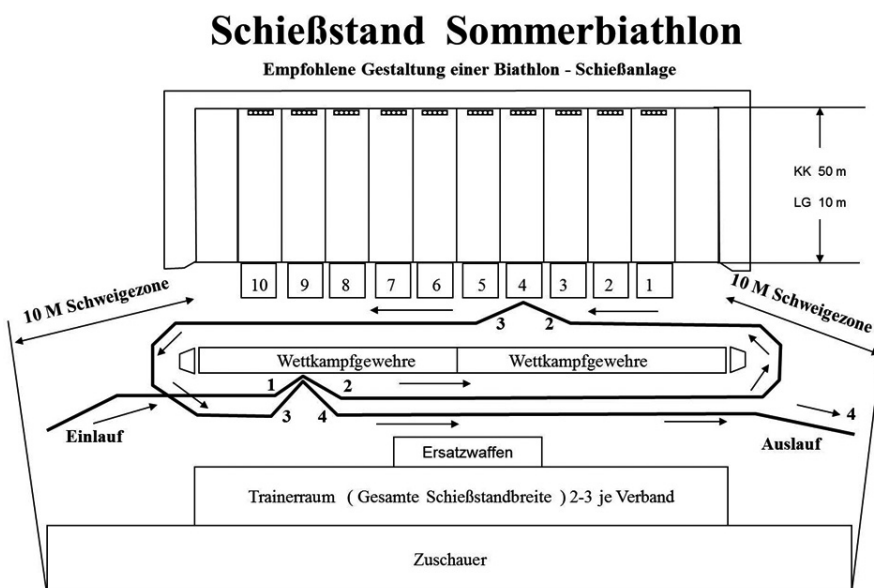 Schießstand Sommerbiathlon
Empfohlene Gestaltung einer Biathlon - Schießanlage
KK 50 m
LG 10 m
10 9 8 7 6 5 4 3 2 1
10 M Schweigezone
10 M Schweigezone
3 2
Wettkampfgewehre Wettkampfgewehre
1 2
3 4
4
Einlauf
Auslauf
Ersatzwaffen
Trainerraum ( Gesamte Schießstandbreite ) 2-3 je Verband
Zuschauer